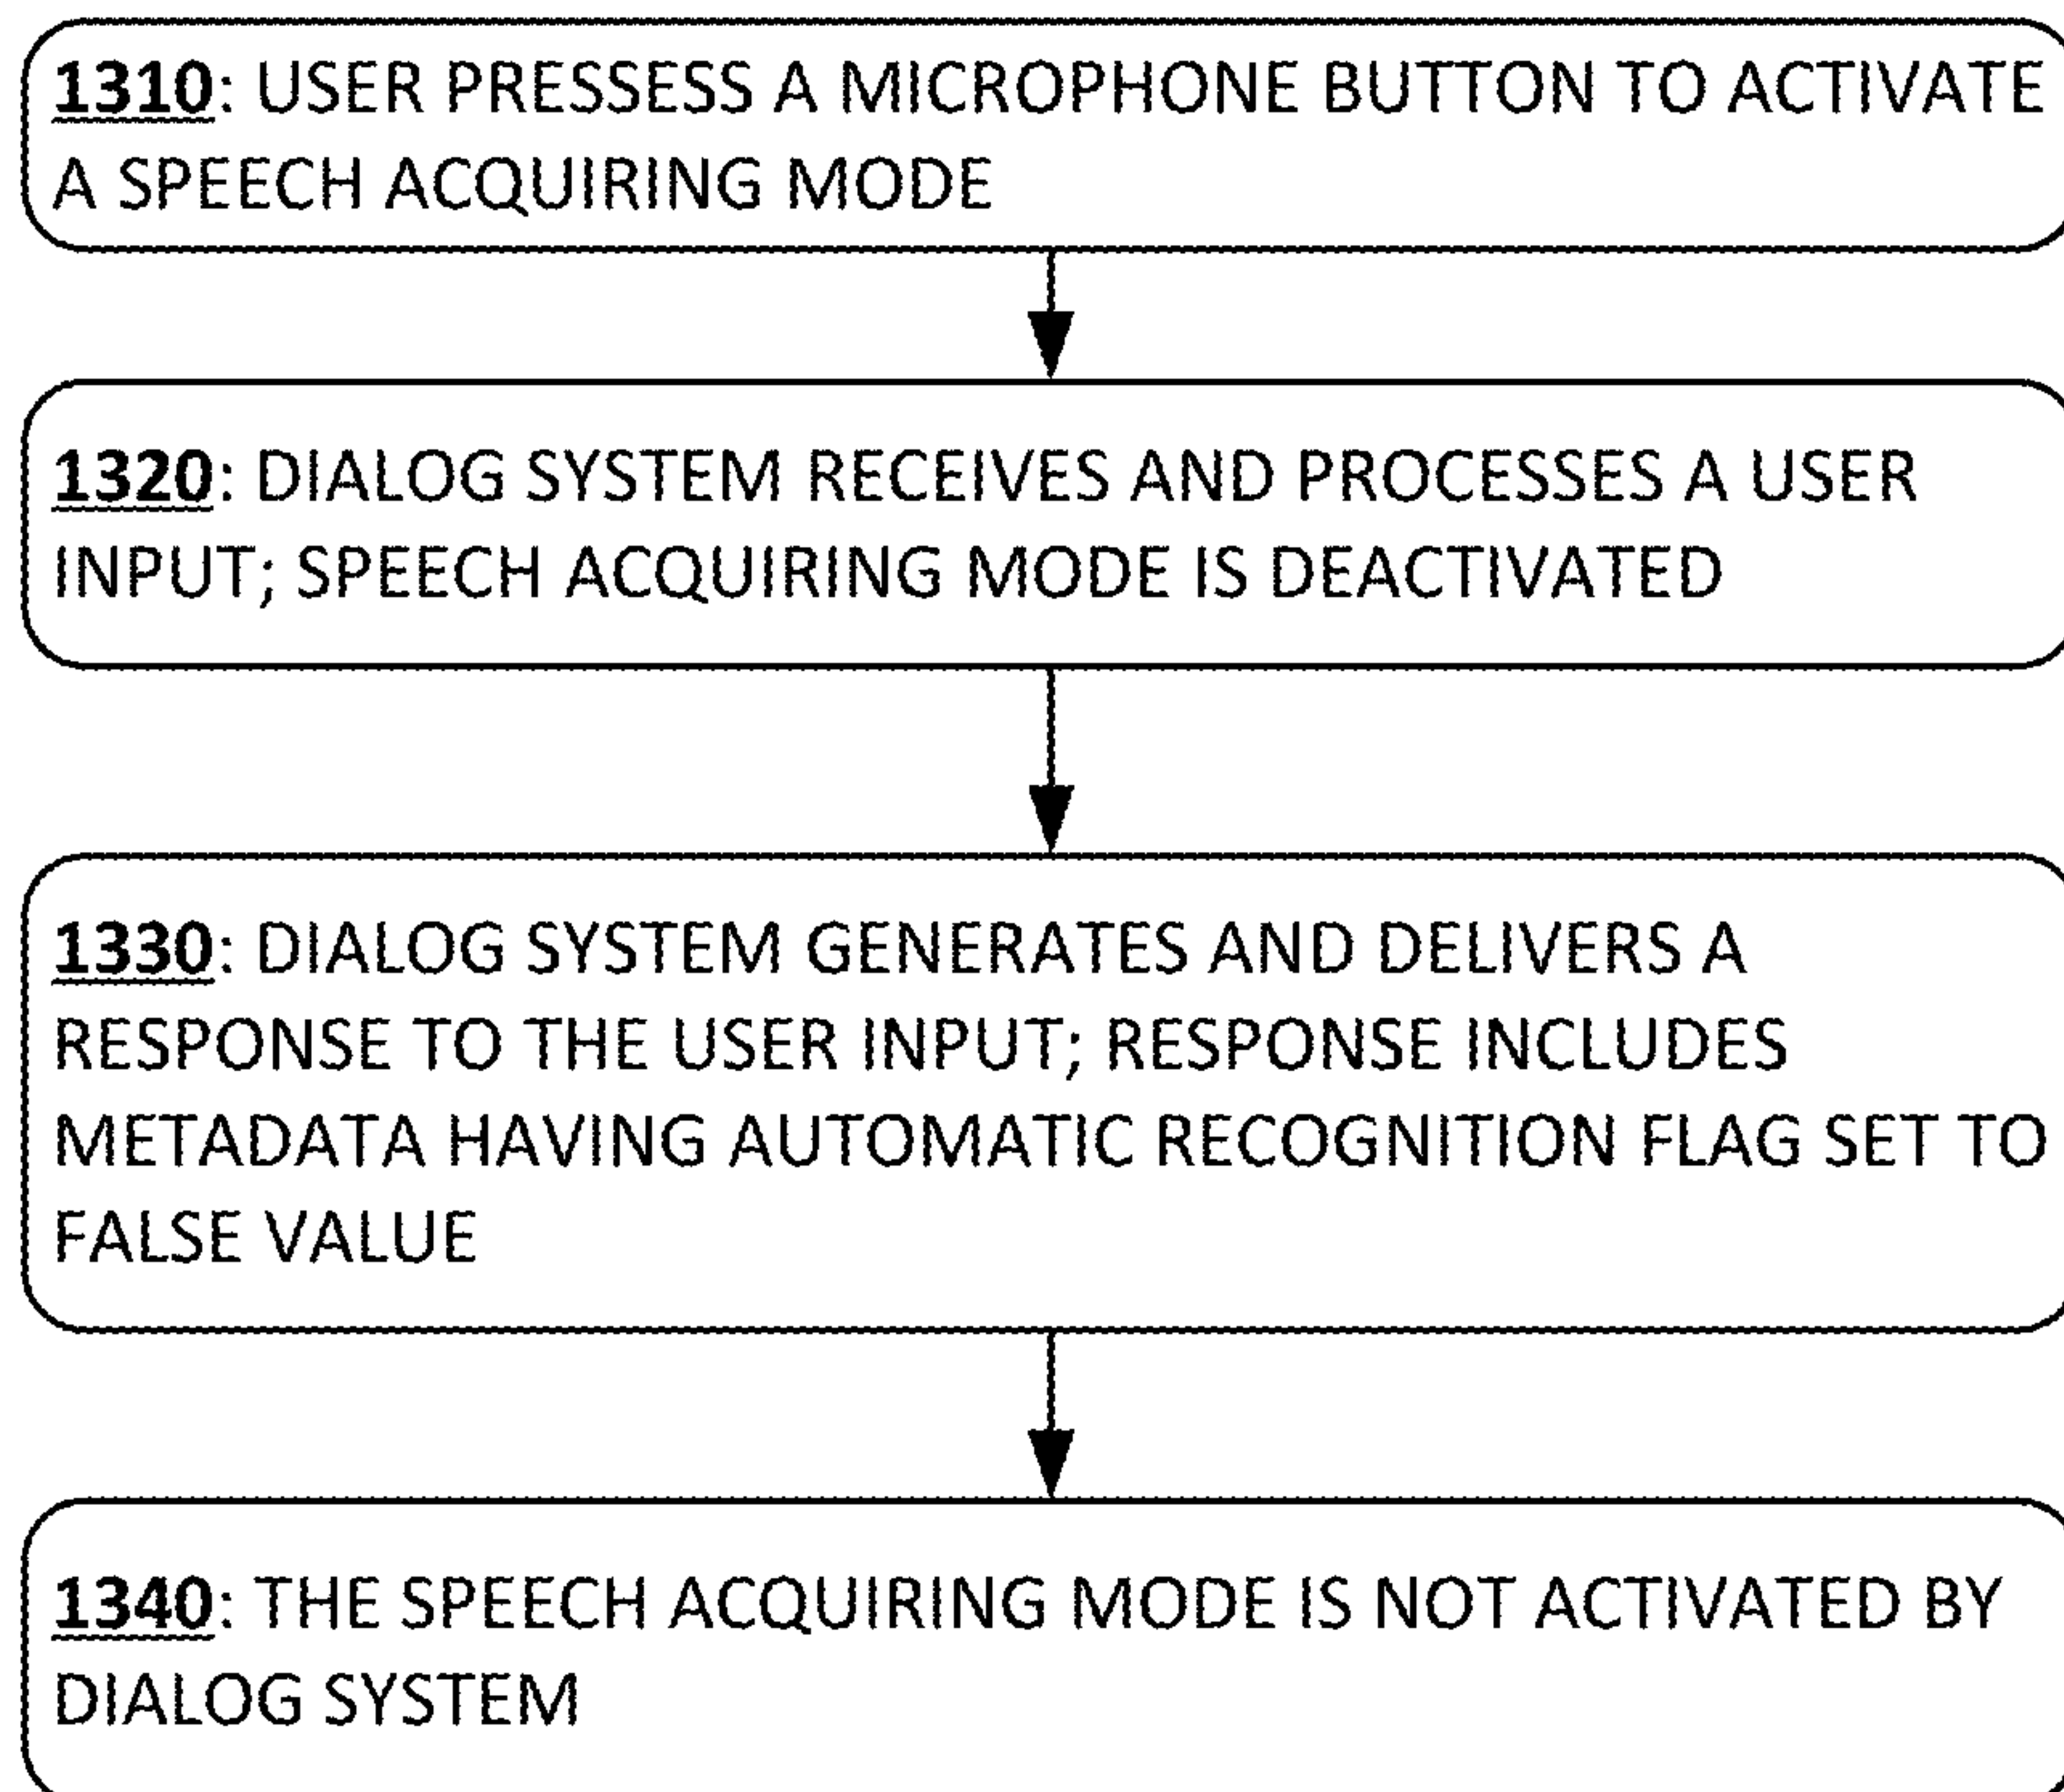 1310: USER PRESSESS A MICROPHONE BUTTON TO ACTIVATE
A SPEECH ACQUIRING MODE
1320: DIALOG SYSTEM RECEIVES AND PROCESSES A USER
INPUT; SPEECH ACQUIRING MODE IS DEACTIVATED
1330: DIALOG SYSTEM GENERATES AND DELIVERS A
RESPONSE TO THE USER INPUT; RESPONSE INCLUDES
METADATA HAVING AUTOMATIC RECOGNITION FLAG SET TO
FALSE VALUE
1340: THE SPEECH ACQUIRING MODE IS NOT ACTIVATED BY
DIALOG SYSTEM